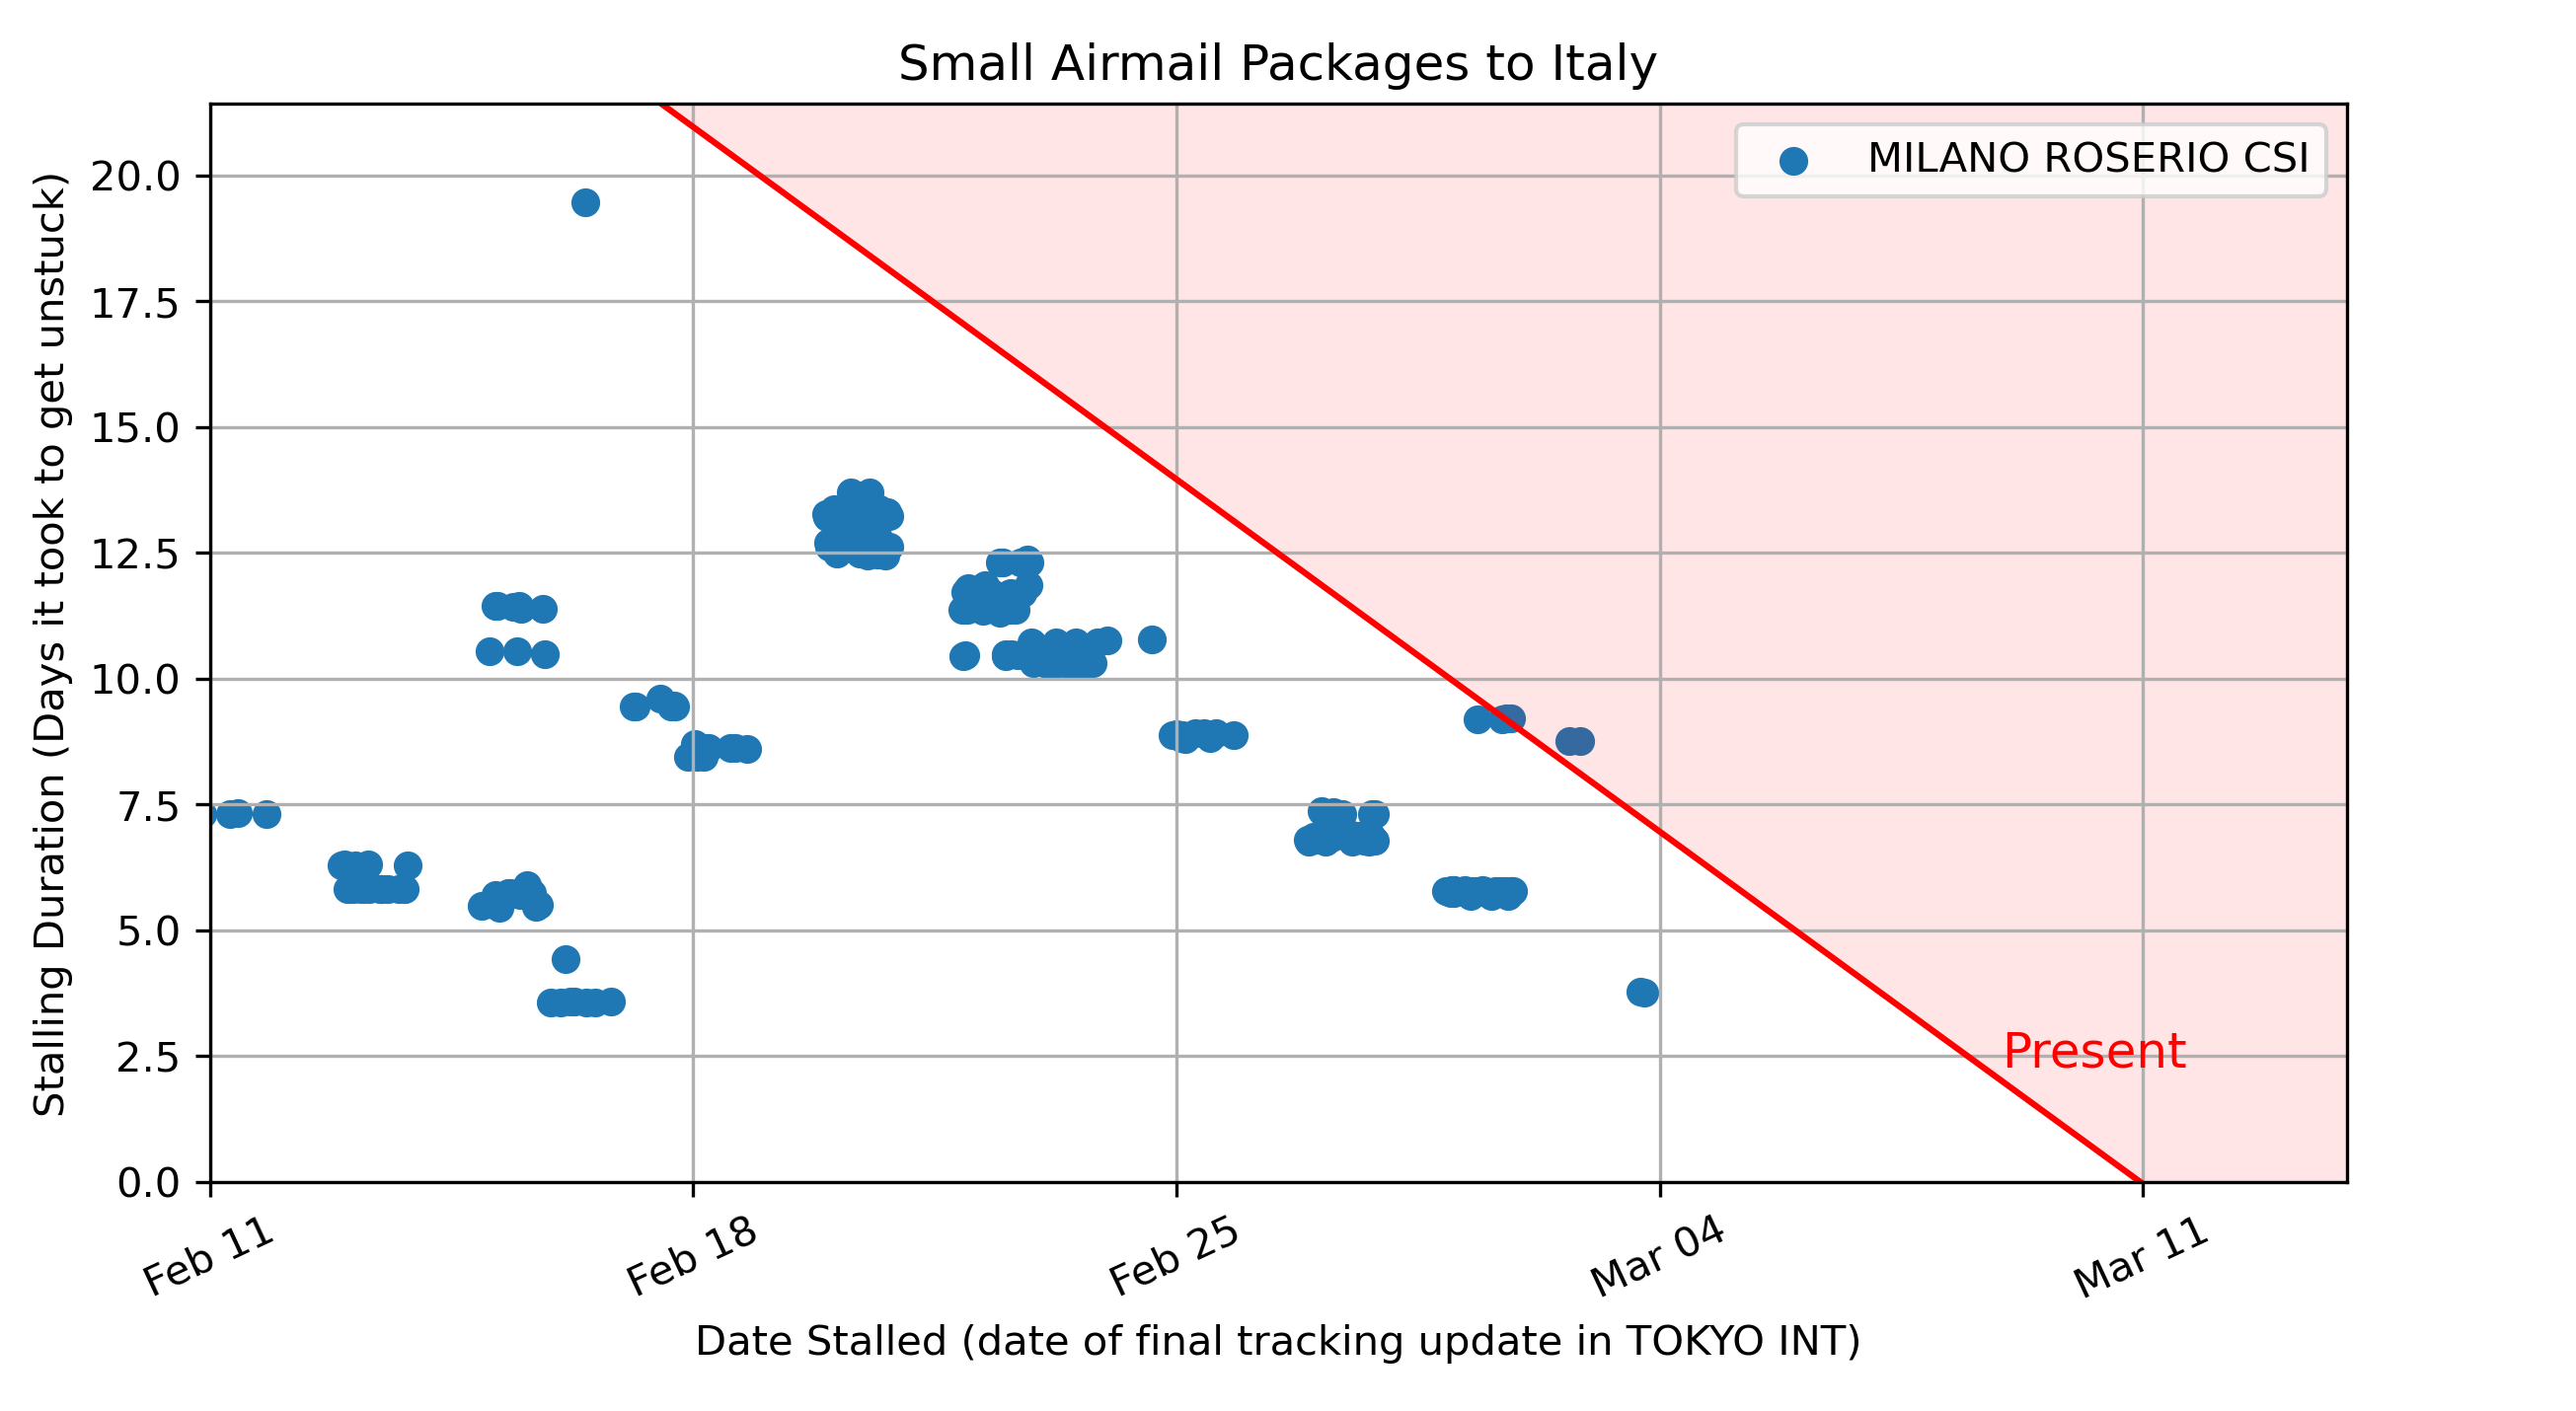 Small Airmail Packages to Italy
MILANO ROSERIO CSI
Present
Stalling Duration (Days it took to get unstuck)
20.0
17.5
15.0
12.5
10.0
7.5
5.0
2.5
0.0
Feb 11
Feb 18
Feb 25
Mar 04
Mar 11
Date Stalled (date of final tracking update in TOKYO INT)